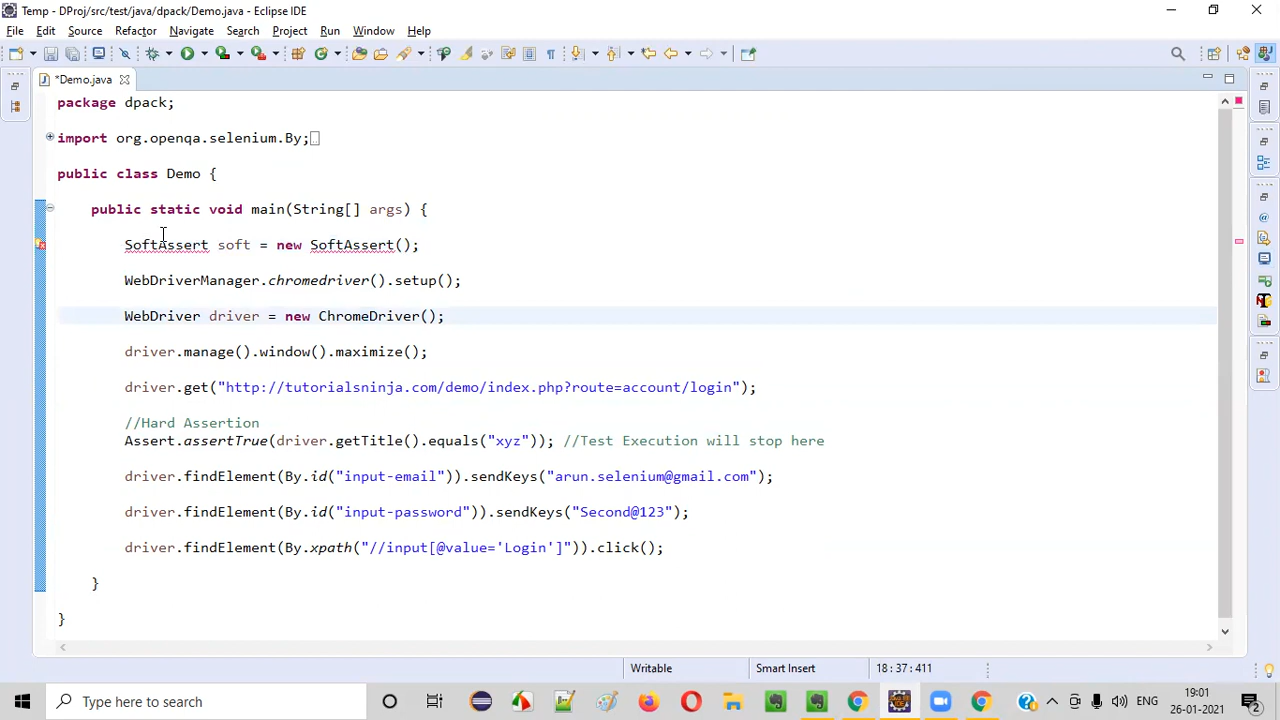 Temp - DProj/src/test/java/dpack/Demo.java - Eclipse IDE
File Edit Source Refactor Navigate Search Project Run Window Help
*Demo.java
package dpack;
import org.openqa.selenium.By;
public class Demo {
public static void main(String[] args) {
SoftAssert soft = new SoftAssert();
WebDriverManager.chromedriver().setup();
WebDriver driver = new ChromeDriver();
driver.manage().window().maximize();
driver.get("http://tutorialsninja.com/demo/index.php?route=account/login");
//Hard Assertion
Assert.assertTrue(driver.getTitle().equals("xyz")); //Test Execution will stop here
driver.findElement(By.id("input-email")).sendKeys("arun.selenium@gmail.com");
driver.findElement(By.id("input-password")).sendKeys("Second@123");
driver.findElement(By.xpath("//input[@value='Login']")).click();
}
}
Writable Smart Insert 18 : 37 : 411
Type here to search
ENG
9:01
26-01-2021
2